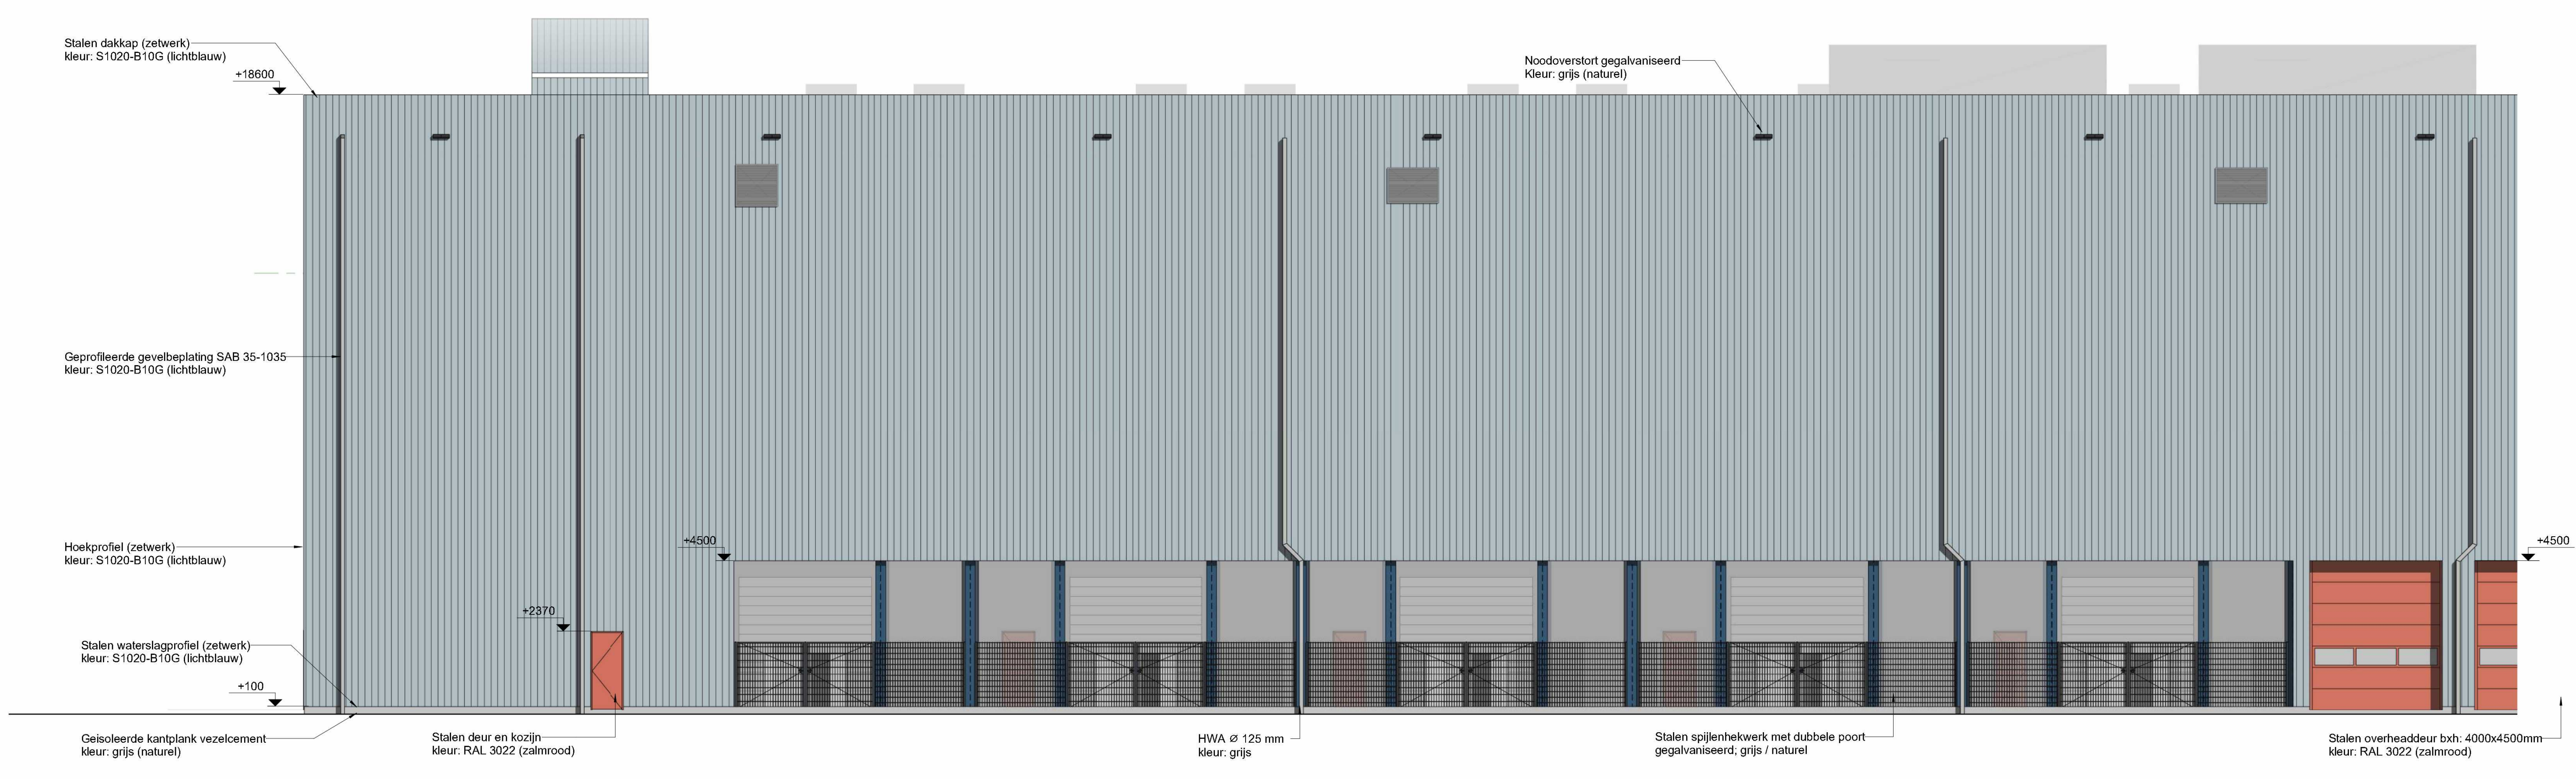 Stalen dakkap (zetwerk)
kleur: S1020-B10G (lichtblauw)
+18600
Noodoverstort gegalvaniseerd
Kleur: grijs (naturel)
Geprofileerde gevelbeplating SAB 35-1035
kleur: S1020-B10G (lichtblauw)
Hoekprofiel (zetwerk)
kleur: S1020-B10G (lichtblauw)
+4500
+4500
+2370
Stalen waterslagprofiel (zetwerk)
kleur: S1020-B10G (lichtblauw)
+100
Geisoleerde kantplank vezelcement
kleur: grijs (naturel)
Stalen deur en kozijn
kleur: RAL 3022 (zalmrood)
HWA Ø 125 mm
kleur: grijs
Stalen spijlenhekwerk met dubbele poort
gegalvaniseerd; grijs / naturel
Stalen overheaddeur bxh: 4000x4500mm
kleur: RAL 3022 (zalmrood)